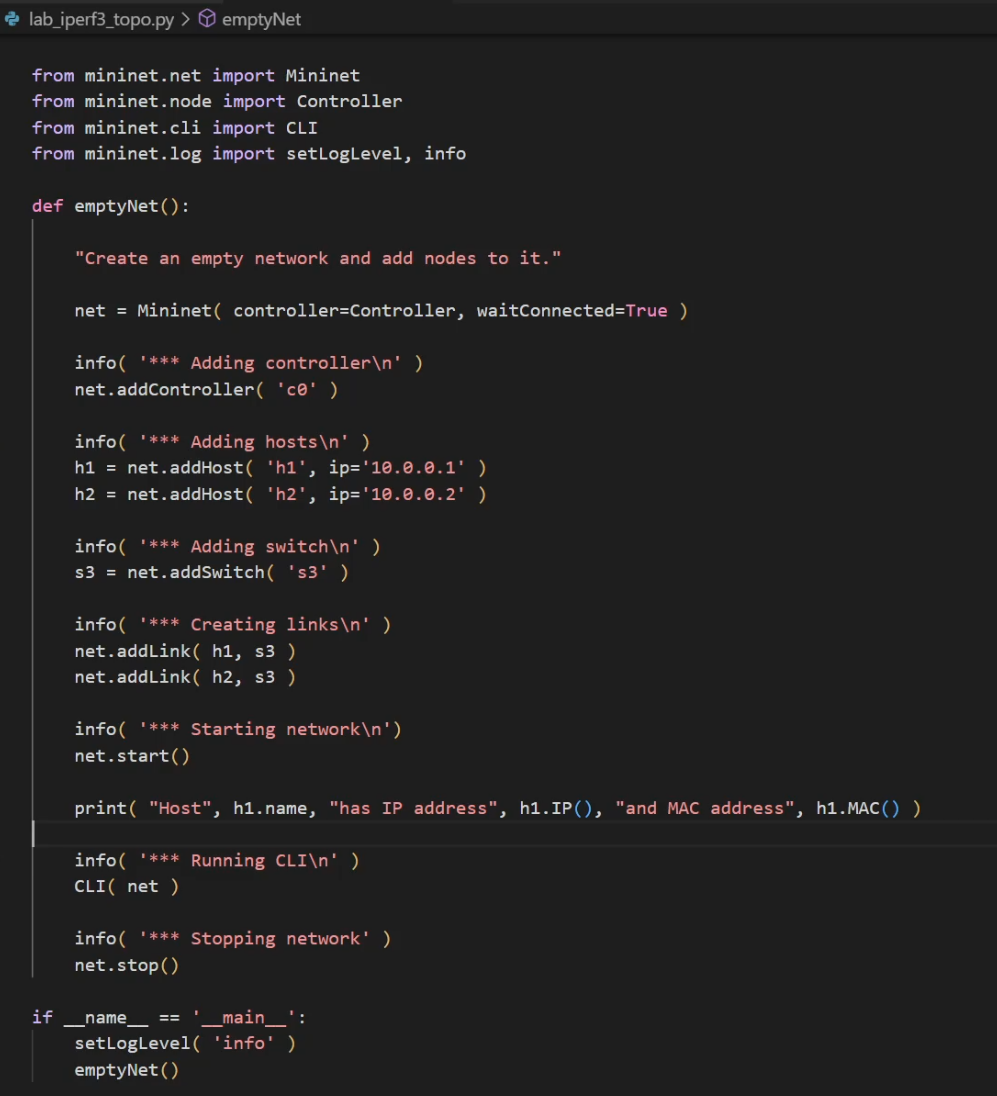 lab_iperf3_topo.py > emptyNet
from mininet.net import Mininet
from mininet.node import Controller
from mininet.cli import CLI
from mininet.log import setLogLevel, info
def emptyNet():
"Create an empty network and add nodes to it."
net = Mininet( controller=Controller, waitConnected=True )
info( '*** Adding controller\n' )
net.addController( 'c0' )
info( '*** Adding hosts\n' )
h1 = net.addHost( 'h1', ip='10.0.0.1' )
h2 = net.addHost( 'h2', ip='10.0.0.2' )
info( '*** Adding switch\n' )
s3 = net.addSwitch( 's3' )
info( '*** Creating links\n' )
net.addLink( h1, s3 )
net.addLink( h2, s3 )
info( '*** Starting network\n')
net.start()
print( "Host", h1.name, "has IP address", h1.IP(), "and MAC address", h1.MAC() )
info( '*** Running CLI\n' )
CLI( net )
info( '*** Stopping network' )
net.stop()
if __name__ == '__main__':
setLogLevel( 'info' )
emptyNet()